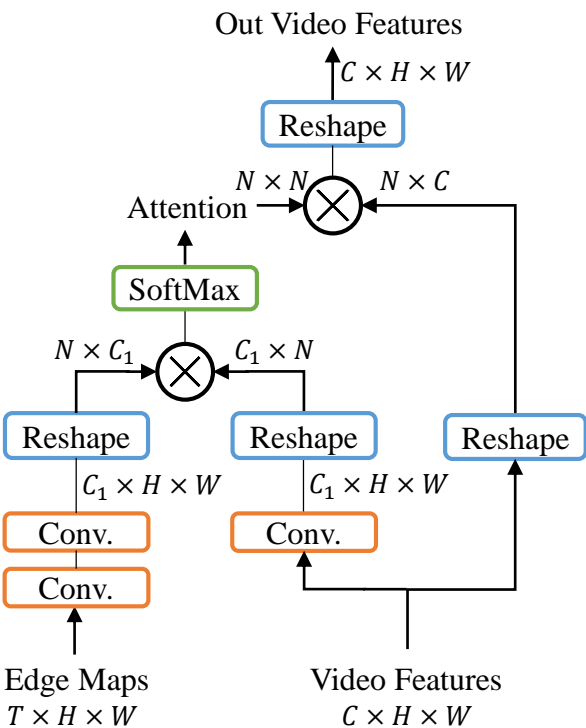 Out Video Features
C × H × W
Reshape
N × N
N × C
Attention
SoftMax
N × C₁
C₁ × N
Reshape
Reshape
Reshape
C₁ × H × W
C₁ × H × W
Conv.
Conv.
Conv.
Edge Maps
Video Features
T × H × W
C × H × W